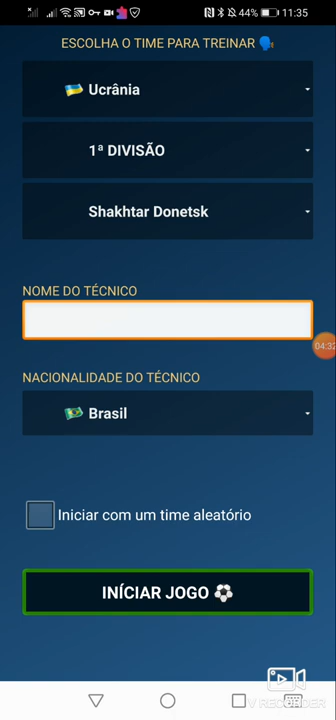 44% 11:35
ESCOLHA O TIME PARA TREINAR
Ucrânia
1ª DIVISÃO
Shakhtar Donetsk
NOME DO TÉCNICO
04:32
NACIONALIDADE DO TÉCNICO
Brasil
Iniciar com um time aleatório
INÍCIAR JOGO
V RECORDER